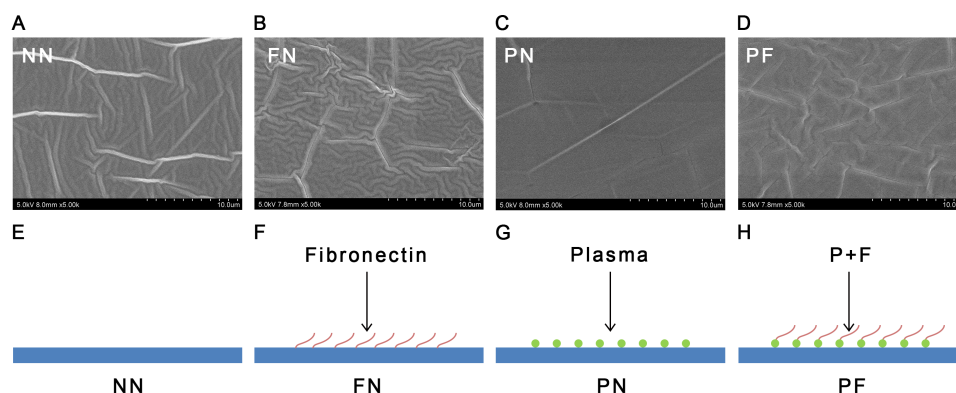 A
B
C
D
NN
FN
PN
PF
5.0kV 8.0mm x5.00k 10.0um
5.0kV 7.8mm x5.00k 10.0um
5.0kV 8.0mm x5.00k 10.0um
5.0kV 7.8mm x5.00k 10.0um
E
F
G
H
Fibronectin
Plasma
P+F
NN
FN
PN
PF